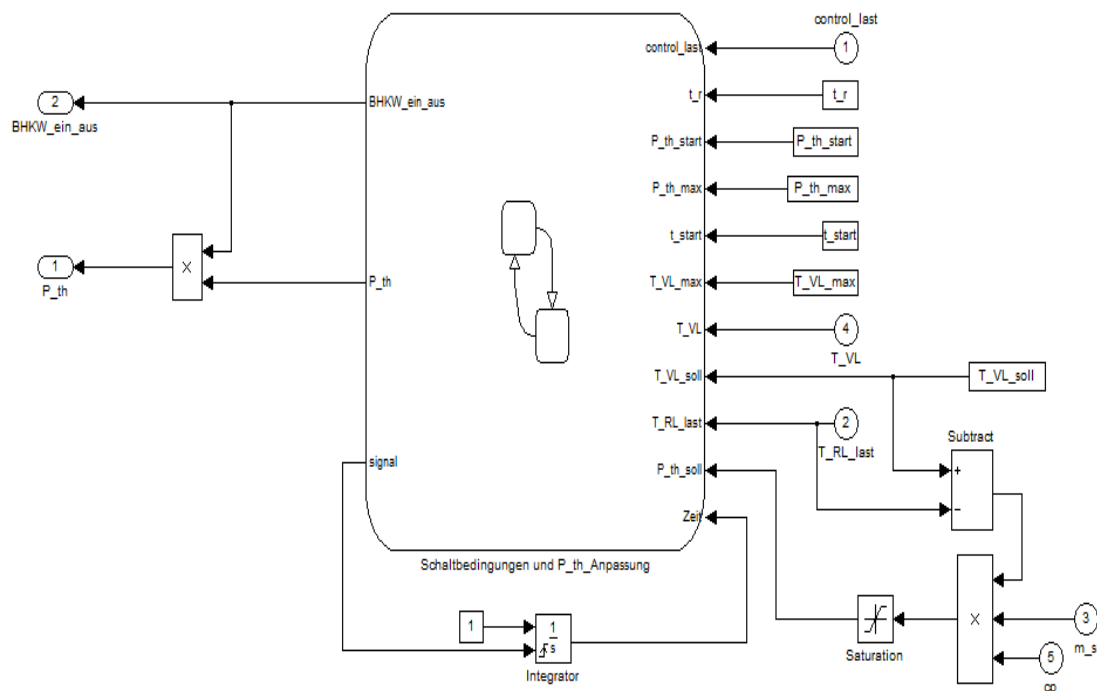 control_last
1
control_last
t_r
t_r
2
BHKW_ein_aus
BHKW_ein_aus
P_th_start
P_th_start
P_th_max
P_th_max
t_start
t_start
X
1
P_th
P_th
T_VL_max
T_VL_max
T_VL
4
T_VL
T_VL_soll
T_VL_soll
T_RL_last
2
T_RL_last
Subtract
+
−
signal
P_th_soll
Zeit
Schaltbedingungen und P_th_Anpassung
1
1
s
Integrator
Saturation
X
3
m_s
5
cp